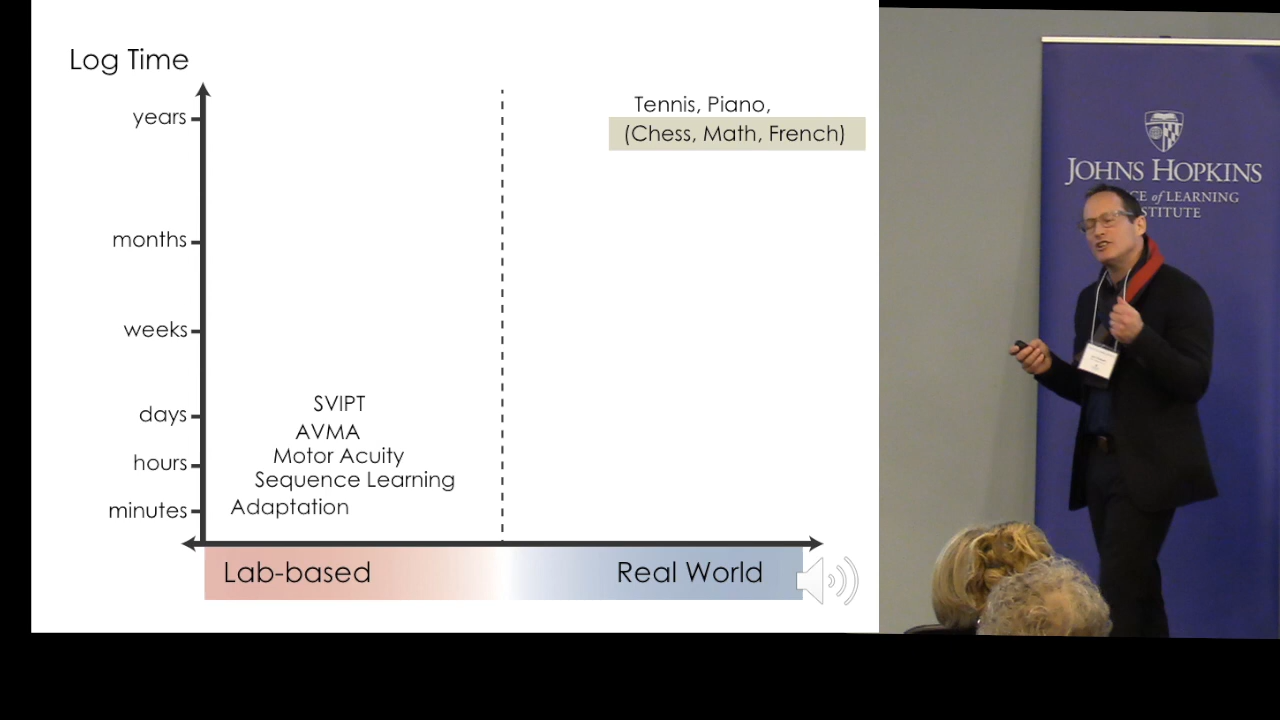 Log Time
years
months
weeks
days
hours
minutes
Tennis, Piano,
(Chess, Math, French)
SVIPT
AVMA
Motor Acuity
Sequence Learning
Adaptation
Lab-based
Real World
JOHNS HOPKINS
of LEARNING